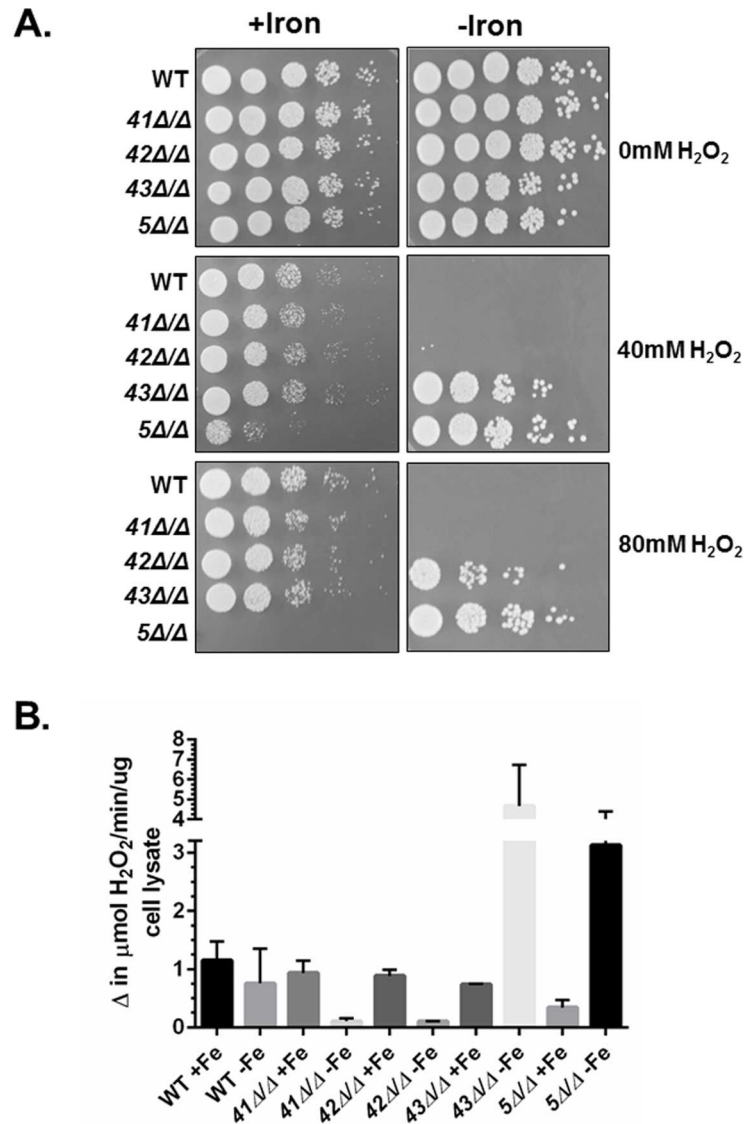 A.
+Iron
-Iron
WT
41Δ/Δ
42Δ/Δ
43Δ/Δ
5Δ/Δ
0mM H₂O₂
WT
41Δ/Δ
42Δ/Δ
43Δ/Δ
5Δ/Δ
40mM H₂O₂
WT
41Δ/Δ
42Δ/Δ
43Δ/Δ
5Δ/Δ
80mM H₂O₂
B.
Δ in μmol H₂O₂/min/ug
cell lysate
8
7
6
5
4
3
2
1
0
WT +Fe
WT -Fe
41Δ/Δ +Fe
41Δ/Δ -Fe
42Δ/Δ +Fe
42Δ/Δ -Fe
43Δ/Δ +Fe
43Δ/Δ -Fe
5Δ/Δ +Fe
5Δ/Δ -Fe